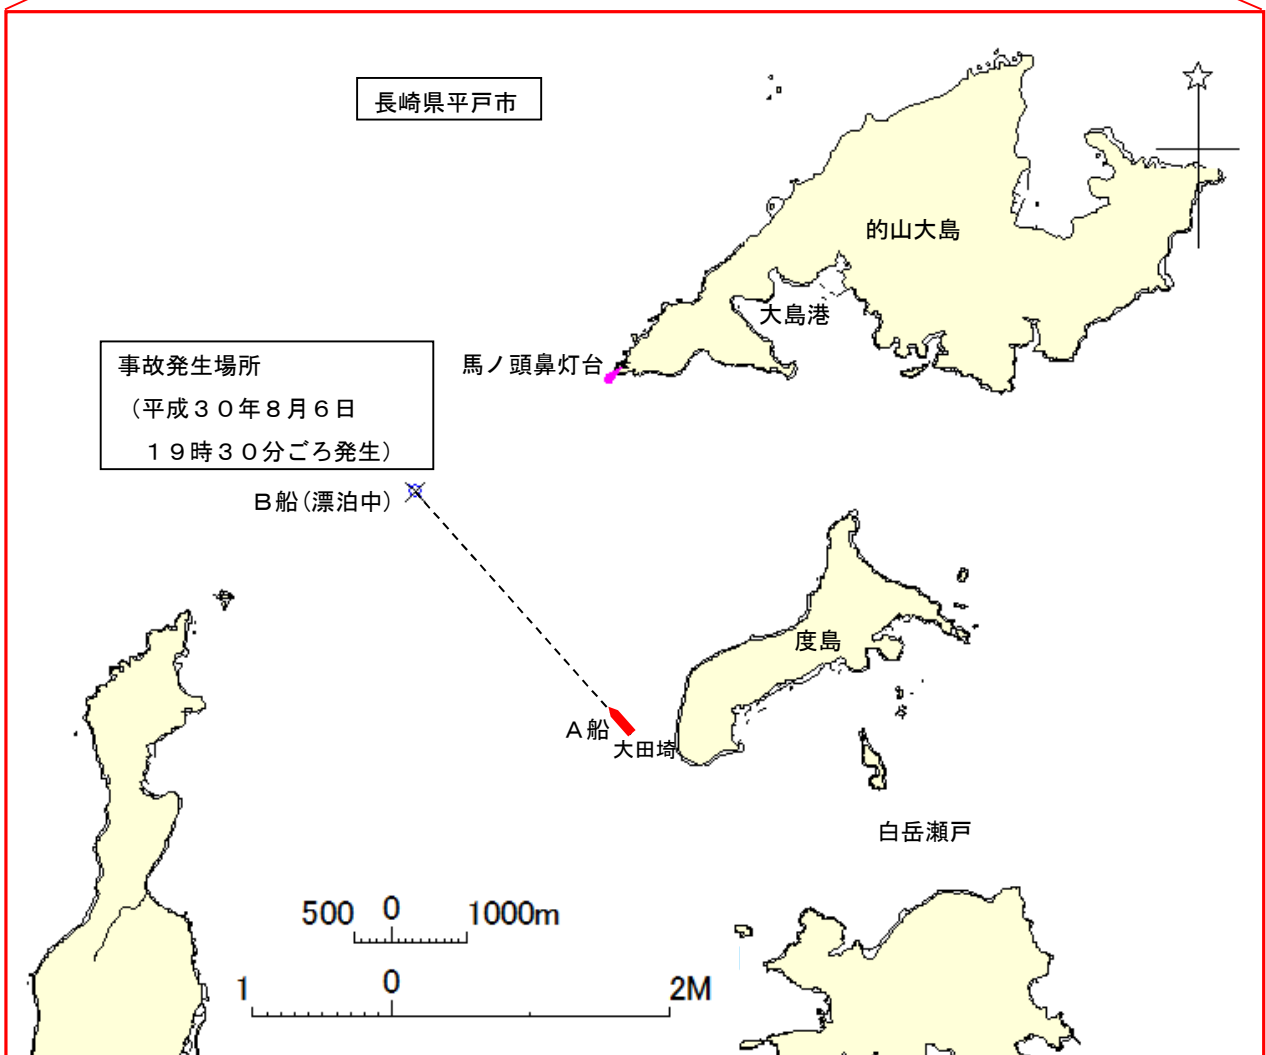 長崎県平戸市
的山大島
大島港
馬ノ頭鼻灯台
事故発生場所
（平成３０年８月６日
１９時３０分ごろ発生）
Ｂ船（漂泊中）
度島
Ａ船
大田埼
白岳瀬戸
500 0 1000m
1 0 2M